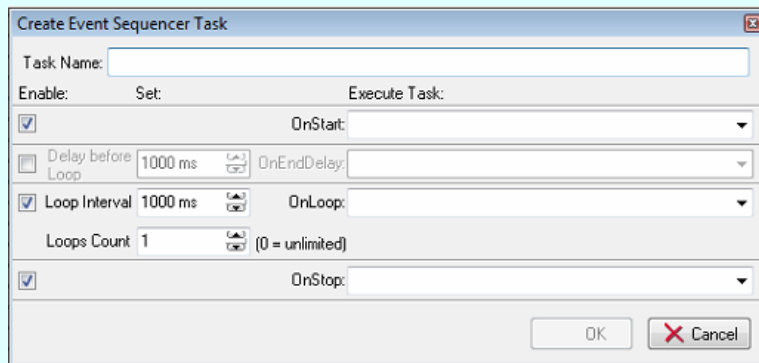 Create Event Sequencer Task
Task Name:
Enable: Set: Execute Task:
OnStart:
Delay before Loop 1000 ms OnEndDelay:
Loop Interval 1000 ms OnLoop:
Loops Count 1 (0 = unlimited)
OnStop:
OK Cancel